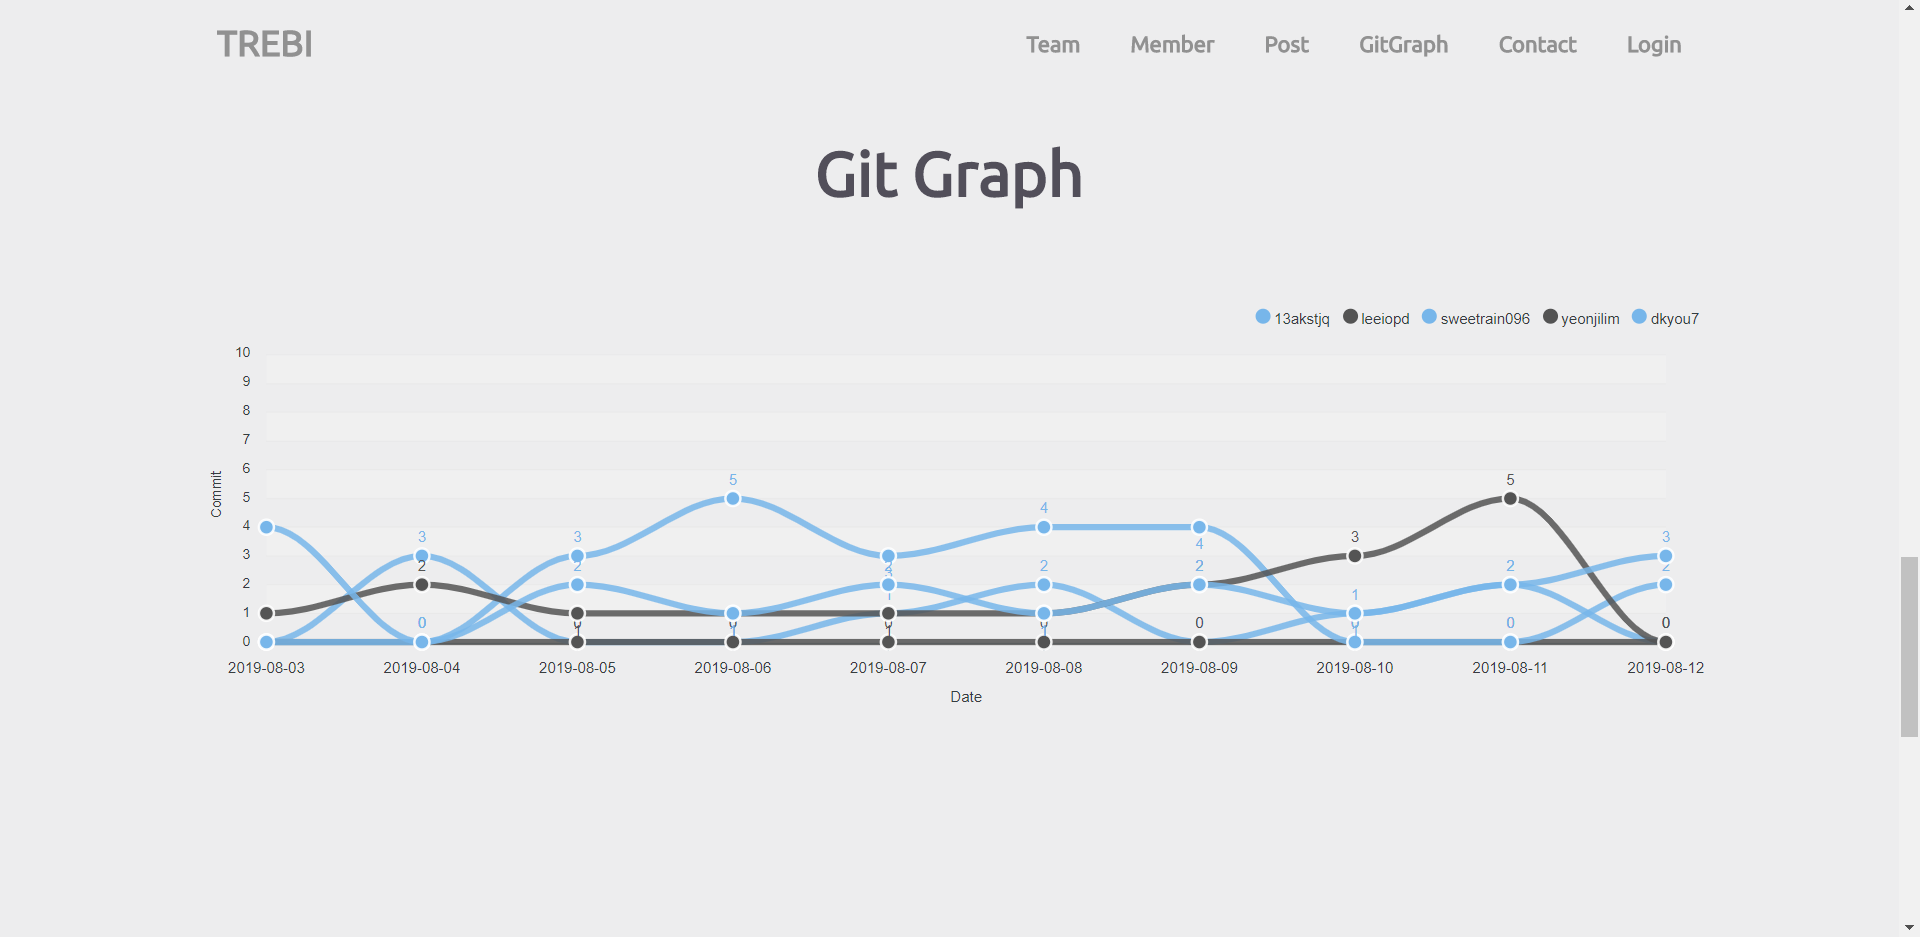 TREBI
Team Member Post GitGraph Contact Login
Git Graph
13akstjq leeiopd sweetrain096 yeonjilim dkyou7
10
9
8
7
6
5
4
3
2
1
0
Commit
5 5
4
3 3 4 3 3
2 2 2 2 2 2 2 2
1
0 0 0 0
2019-08-03 2019-08-04 2019-08-05 2019-08-06 2019-08-07 2019-08-08 2019-08-09 2019-08-10 2019-08-11 2019-08-12
Date